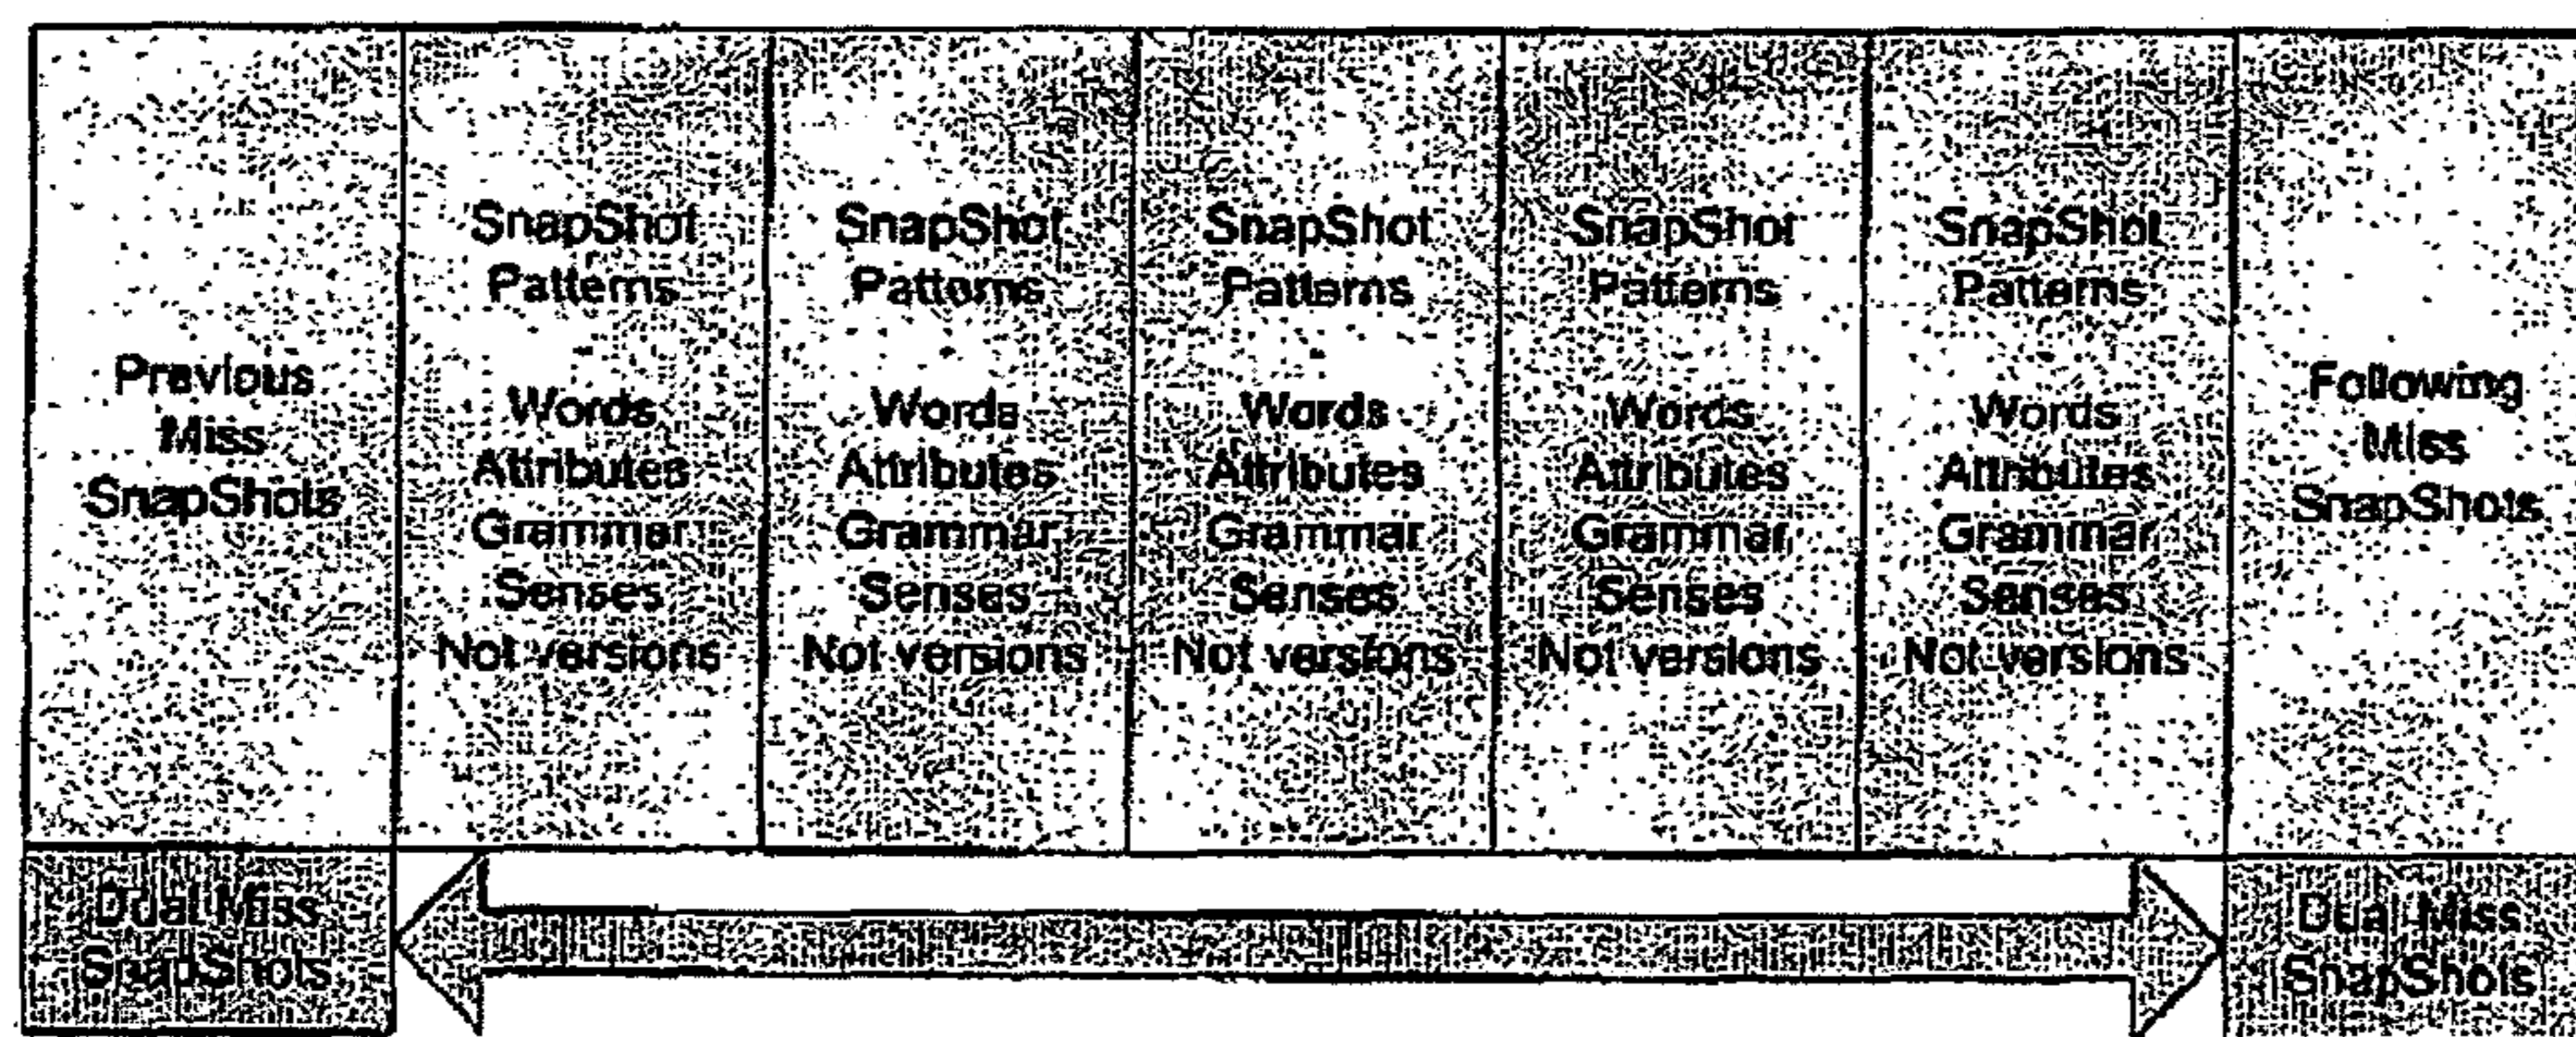 Previous
Miss
SnapShots
SnapShot
Patterns
Words
Attributes
Grammar
Senses
Not versions
SnapShot
Patterns
Words
Attributes
Grammar
Senses
Not versions
SnapShot
Patterns
Words
Attributes
Grammar
Senses
Not versions
SnapShot
Patterns
Words
Attributes
Grammar
Senses
Not versions
SnapShot
Patterns
Words
Attributes
Grammar
Senses
Not versions
Following
Miss
SnapShots
Dual Miss
SnapShots
Dual Miss
SnapShots